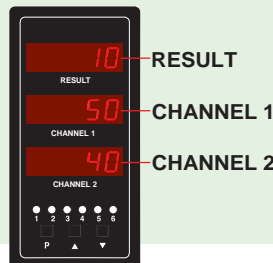 10
RESULT
RESULT
50
CHANNEL 1
CHANNEL 1
40
CHANNEL 2
CHANNEL 2
1 2 3 4 5 6
P ▲ ▼